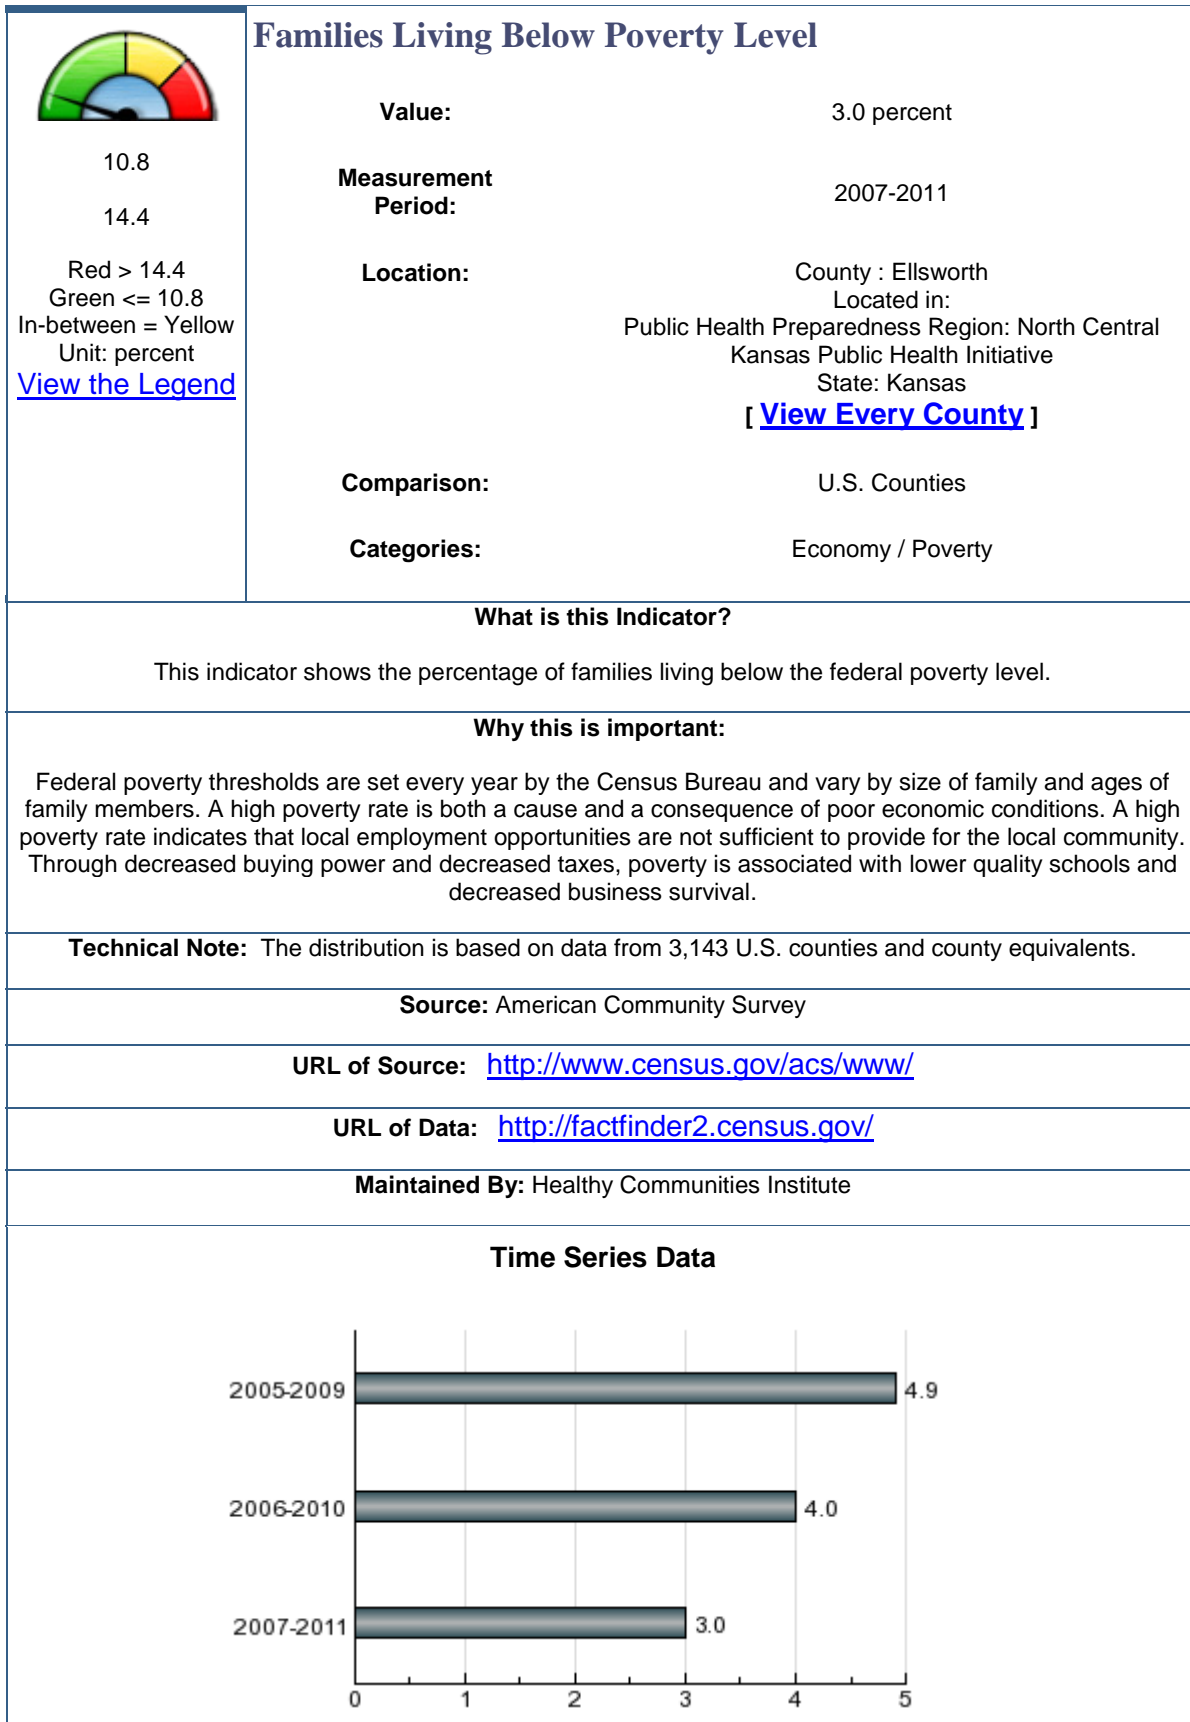 Families Living Below Poverty Level
10.8
14.4
Red > 14.4
Green <= 10.8
In-between = Yellow
Unit: percent
View the Legend
Value: 3.0 percent
Measurement
Period: 2007-2011
Location: County : Ellsworth
Located in:
Public Health Preparedness Region: North Central
Kansas Public Health Initiative
State: Kansas
[ View Every County ]
Comparison: U.S. Counties
Categories: Economy / Poverty
What is this Indicator?
This indicator shows the percentage of families living below the federal poverty level.
Why this is important:
Federal poverty thresholds are set every year by the Census Bureau and vary by size of family and ages of
family members. A high poverty rate is both a cause and a consequence of poor economic conditions. A high
poverty rate indicates that local employment opportunities are not sufficient to provide for the local community.
Through decreased buying power and decreased taxes, poverty is associated with lower quality schools and
decreased business survival.
Technical Note: The distribution is based on data from 3,143 U.S. counties and county equivalents.
Source: American Community Survey
URL of Source: http://www.census.gov/acs/www/
URL of Data: http://factfinder2.census.gov/
Maintained By: Healthy Communities Institute
Time Series Data
2005-2009 4.9
2006-2010 4.0
2007-2011 3.0
0 1 2 3 4 5